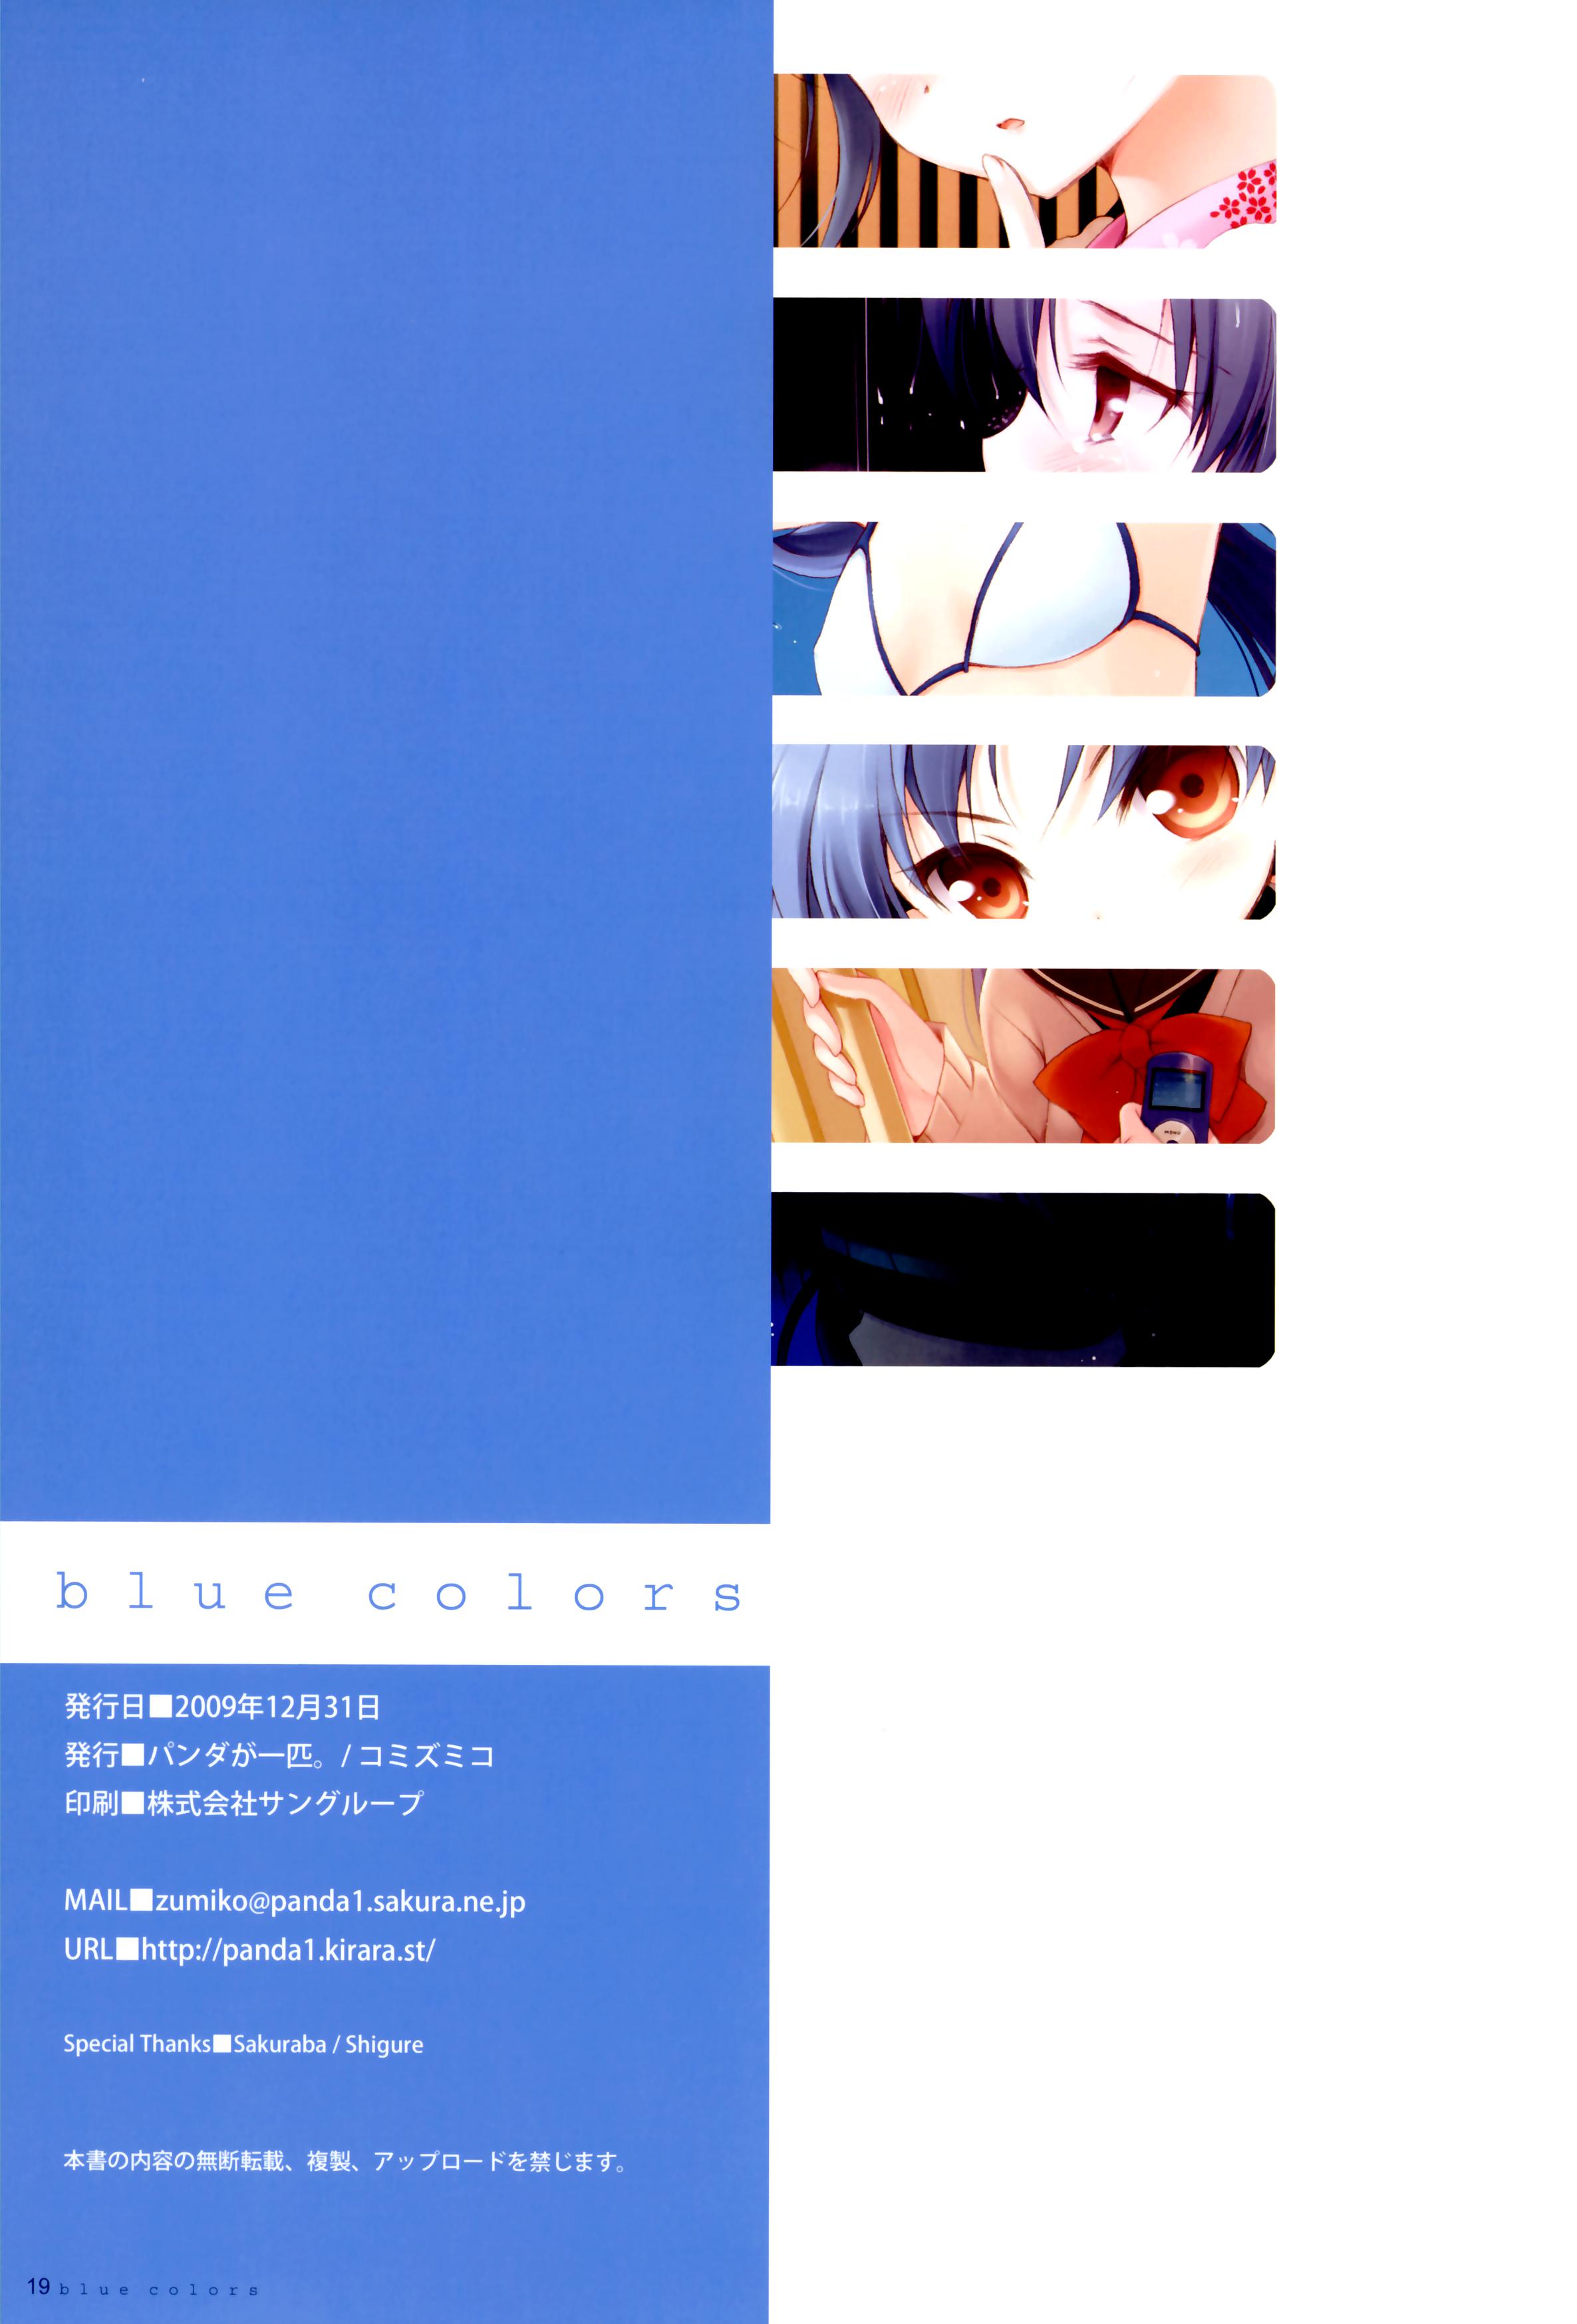 blue colors
発行日■2009年12月31日
発行■パンダが一匹。/ コミズミコ
印刷■株式会社サングループ
MAIL■zumiko@panda1.sakura.ne.jp
URL■http://panda1.kirara.st/
Special Thanks■Sakuraba / Shigure
本書の内容の無断転載、複製、アップロードを禁じます。
19 blue colors
MENU